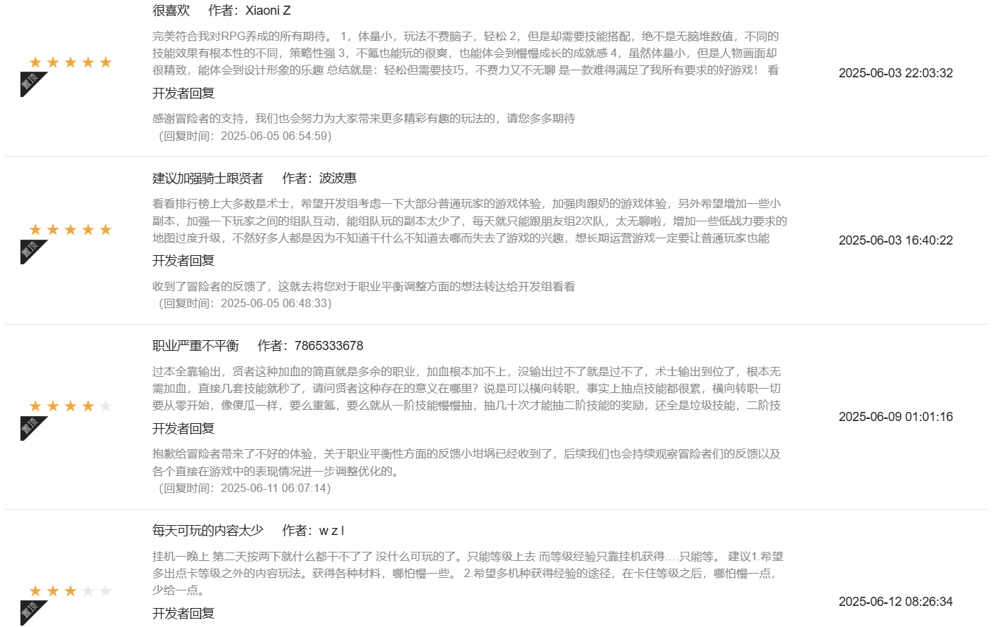 很喜欢 作者：Xiaoni Z
完美符合我对RPG养成的所有期待。 1，体量小，玩法不费脑子，轻松 2，但是却需要技能搭配，绝不是无脑堆数值，不同的
技能效果有根本性的不同，策略性强 3，不氪也能玩的很爽，也能体会到慢慢成长的成就感 4，虽然体量小，但是人物画面却
很精致，能体会到设计形象的乐趣 总结就是：轻松但需要技巧，不费力又不无聊 是一款难得满足了我所有要求的好游戏！ 看
置顶
2025-06-03 22:03:32
开发者回复
感谢冒险者的支持，我们也会努力为大家带来更多精彩有趣的玩法的，请您多多期待
（回复时间：2025-06-05 06:54:59）
建议加强骑士跟贤者 作者：波波惠
看看排行榜上大多数是术士，希望开发组考虑一下大部分普通玩家的游戏体验，加强肉跟奶的游戏体验，另外希望增加一些小
副本，加强一下玩家之间的组队互动，能组队玩的副本太少了，每天就只能跟朋友组2次队，太无聊啦，增加一些低战力要求的
地图过度升级，不然好多人都是因为不知道干什么不知道去哪而失去了游戏的兴趣，想长期运营游戏一定要让普通玩家也能
置顶
2025-06-03 16:40:22
开发者回复
收到了冒险者的反馈了，这就去将您对于职业平衡调整方面的想法转达给开发组看看
（回复时间：2025-06-05 06:48:33）
职业严重不平衡 作者：7865333678
过本全靠输出，贤者这种加血的简直就是多余的职业，加血根本加不上，没输出过不了就是过不了，术士输出到位了，根本无
需加血，直接几套技能就秒了，请问贤者这种存在的意义在哪里？说是可以横向转职，事实上抽点技能都很累，横向转职一切
要从零开始，像傻瓜一样，要么重氪，要么就从一阶技能慢慢抽，抽几十次才能抽二阶技能的奖励，还全是垃圾技能，二阶技
置顶
2025-06-09 01:01:16
开发者回复
抱歉给冒险者带来了不好的体验，关于职业平衡性方面的反馈小坩埚已经收到了，后续我们也会持续观察冒险者们的反馈以及
各个直接在游戏中的表现情况进一步调整优化的。
（回复时间：2025-06-11 06:07:14）
每天可玩的内容太少 作者：w z l
挂机一晚上 第二天按两下就什么都干不了了 没什么可玩的了。只能等级上去 而等级经验只靠挂机获得....只能等。 建议1.希望
多出点卡等级之外的内容玩法。获得各种材料，哪怕慢一些。 2.希望多机种获得经验的途径，在卡住等级之后，哪怕慢一点，
少给一点。
置顶
2025-06-12 08:26:34
开发者回复